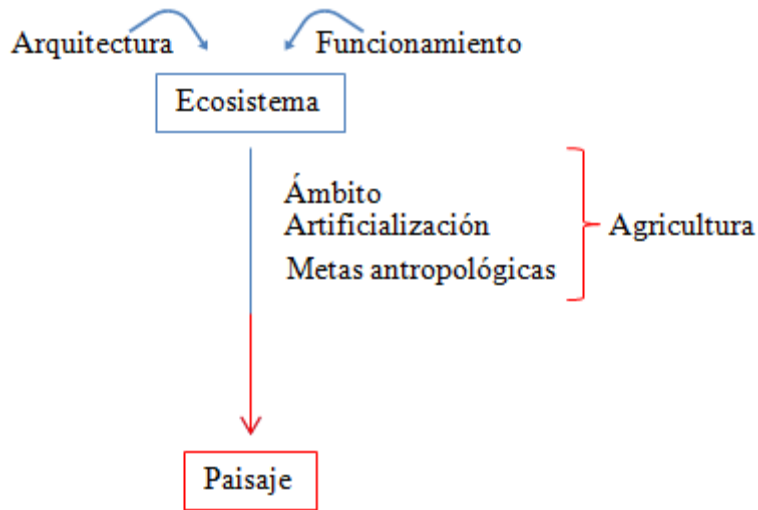 Arquitectura
Funcionamiento
Ecosistema
Ámbito
Artificialización
Agricultura
Metas antropológicas
Paisaje